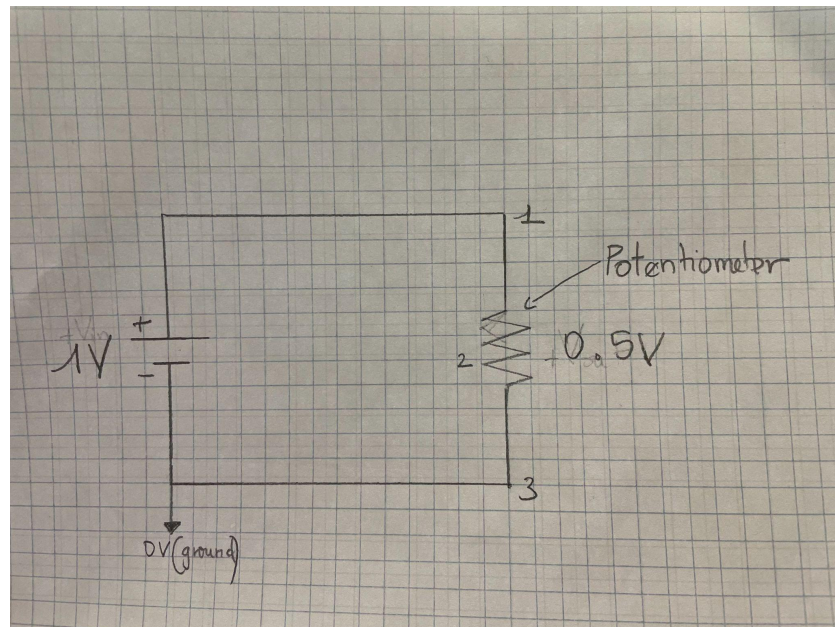 1
Potentiometer
+
1V
-
2
0.5V
3
0V (ground)